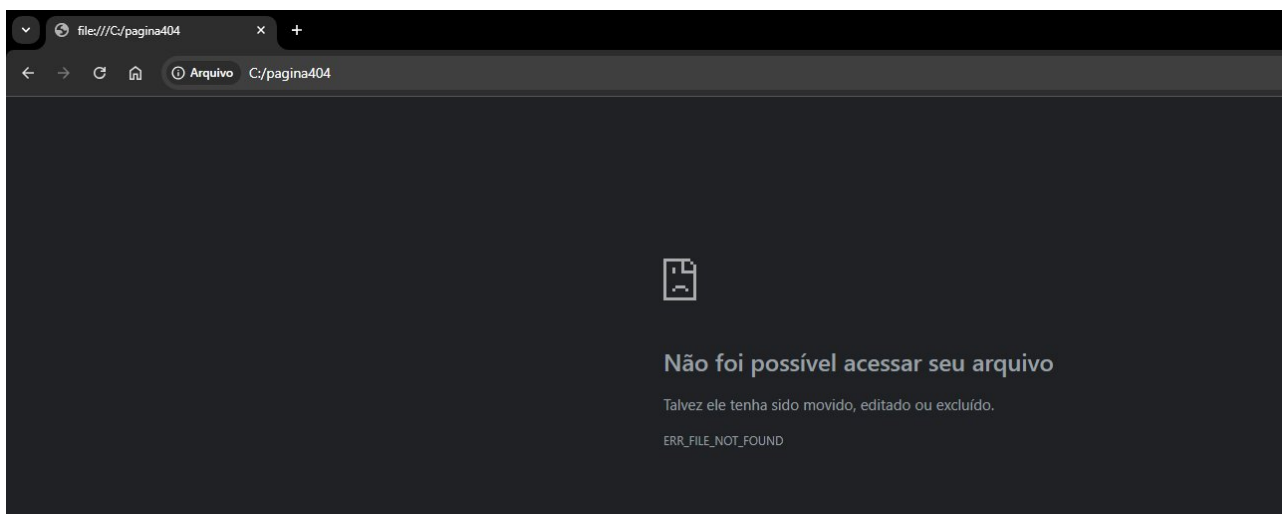 file:///C:/pagina404
Arquivo C:/pagina404
Não foi possível acessar seu arquivo
Talvez ele tenha sido movido, editado ou excluído.
ERR_FILE_NOT_FOUND